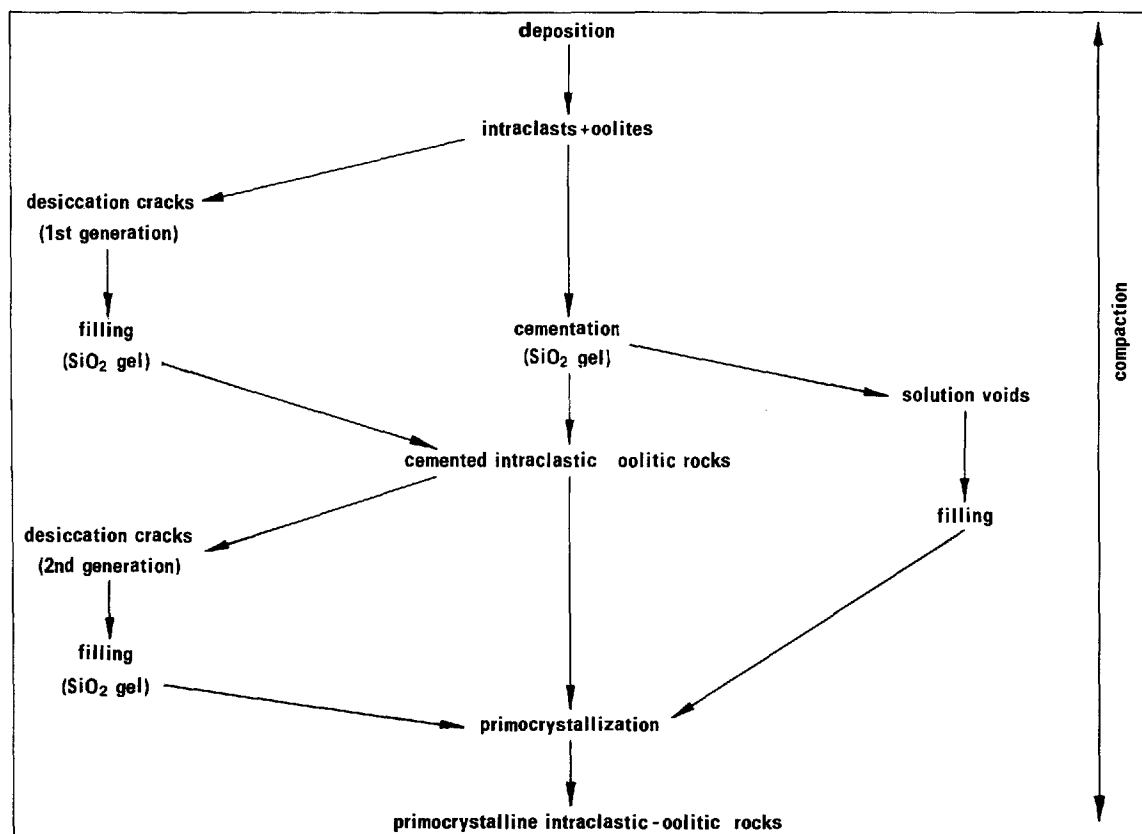 deposition
intraclasts+oolites
desiccation cracks
(1st generation)
filling
(SiO₂ gel)
cementation
(SiO₂ gel)
solution voids
cemented intraclastic oolitic rocks
filling
desiccation cracks
(2nd generation)
filling
(SiO₂ gel)
primocrystallization
primocrystalline intraclastic-oolitic rocks
compaction